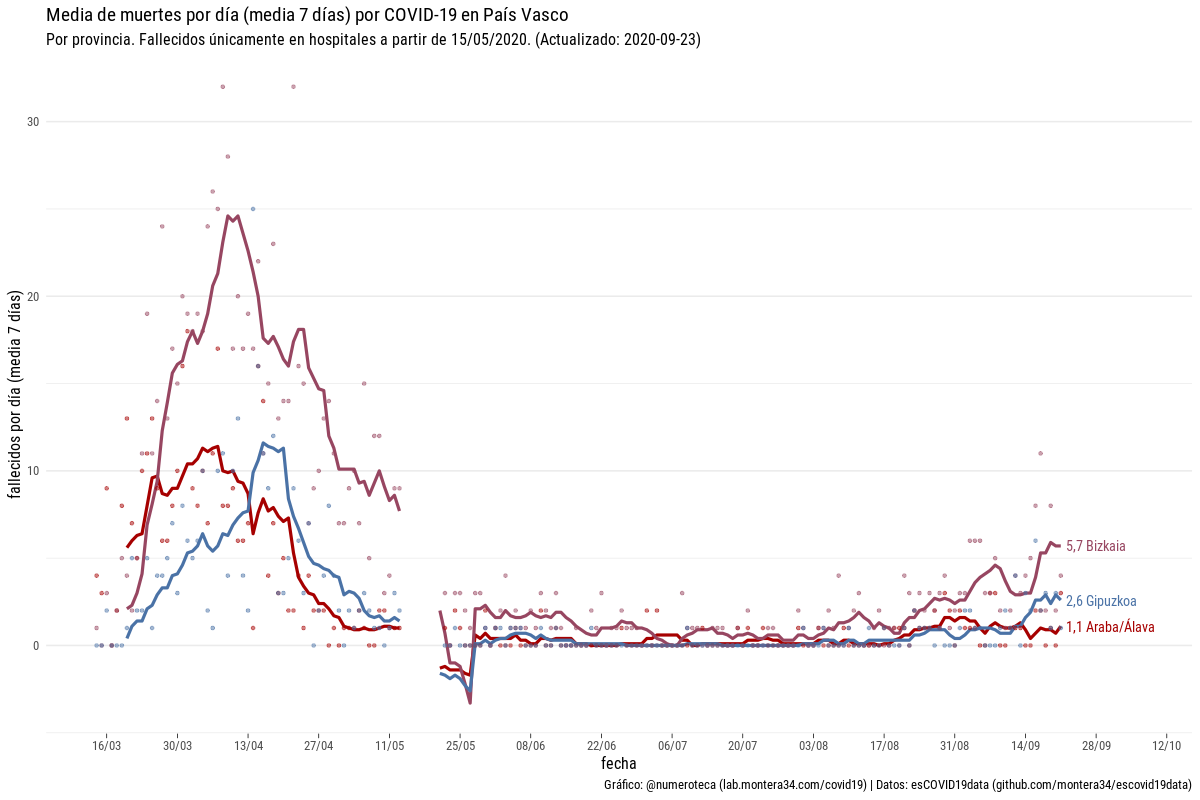 Media de muertes por día (media 7 días) por COVID-19 en País Vasco
Por provincia. Fallecidos únicamente en hospitales a partir de 15/05/2020. (Actualizado: 2020-09-23)
fallecidos por día (media 7 días)
30
20
10
0
5,7 Bizkaia
2,6 Gipuzkoa
1,1 Araba/Álava
16/03 30/03 13/04 27/04 11/05 25/05 08/06 22/06 06/07 20/07 03/08 17/08 31/08 14/09 28/09 12/10
fecha
Gráfico: @numeroteca (lab.montera34.com/covid19) | Datos: esCOVID19data (github.com/montera34/escovid19data)